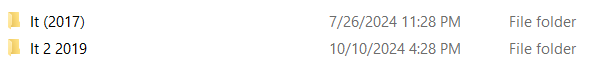 It (2017) 7/26/2024 11:28 PM File folder
It 2 2019 10/10/2024 4:28 PM File folder